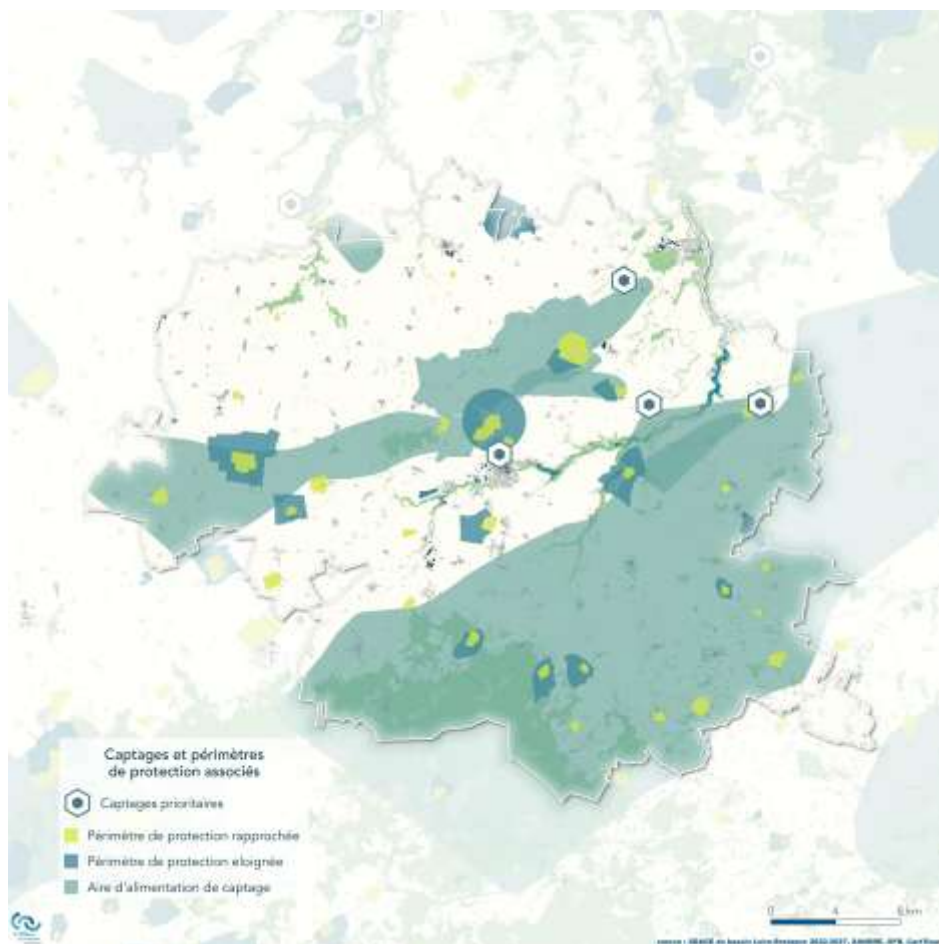 Captages et périmètres
de protection associés
Captages prioritaires
Périmètre de protection rapprochée
Périmètre de protection eloignée
Aire d'alimentation de captage
0 4 8 km